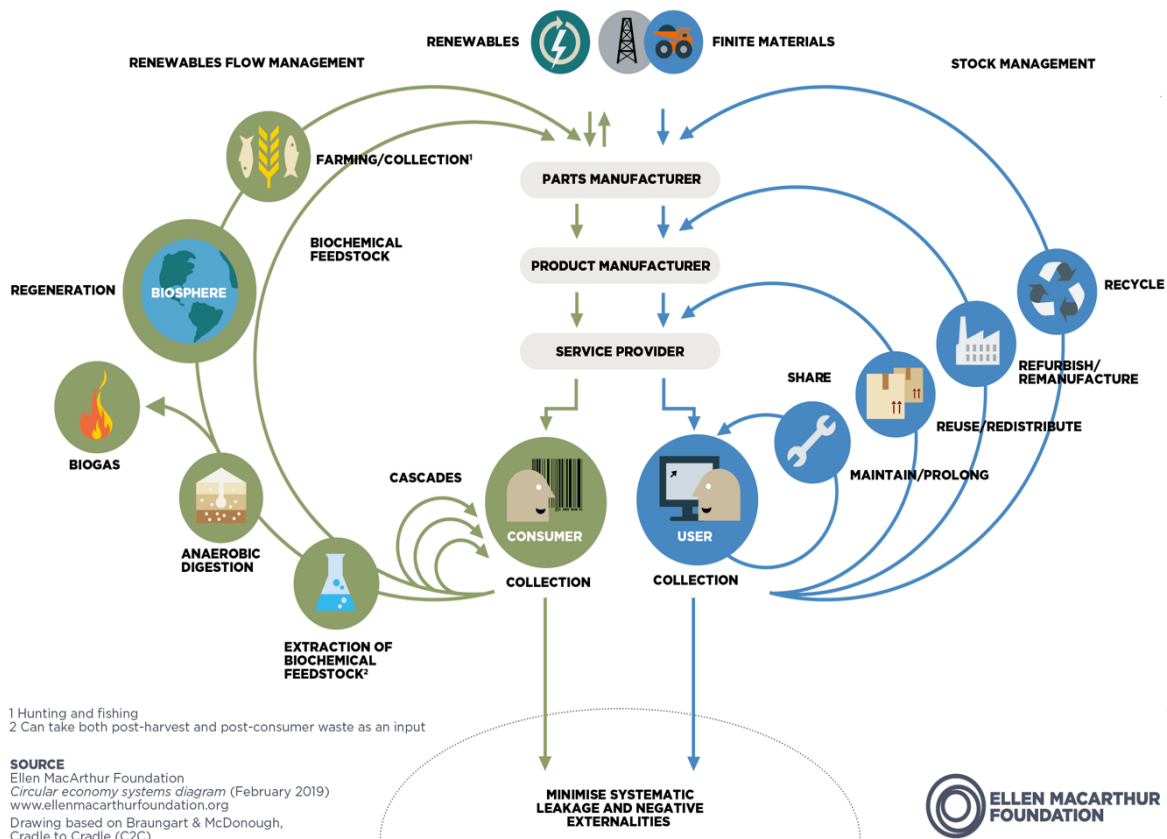 RENEWABLES
FINITE MATERIALS
RENEWABLES FLOW MANAGEMENT
STOCK MANAGEMENT
FARMING/COLLECTION¹
PARTS MANUFACTURER
BIOCHEMICAL
FEEDSTOCK
PRODUCT MANUFACTURER
REGENERATION
BIOSPHERE
RECYCLE
SERVICE PROVIDER
SHARE
REFURBISH/
REMANUFACTURE
REUSE/REDISTRIBUTE
BIOGAS
CASCADES
MAINTAIN/PROLONG
CONSUMER
USER
ANAEROBIC
DIGESTION
COLLECTION
COLLECTION
EXTRACTION OF
BIOCHEMICAL
FEEDSTOCK²
1 Hunting and fishing
2 Can take both post-harvest and post-consumer waste as an input
SOURCE
Ellen MacArthur Foundation
Circular economy systems diagram (February 2019)
www.ellenmacarthurfoundation.org
Drawing based on Braungart & McDonough,
Cradle to Cradle (C2C)
MINIMISE SYSTEMATIC
LEAKAGE AND NEGATIVE
EXTERNALITIES
ELLEN MACARTHUR
FOUNDATION